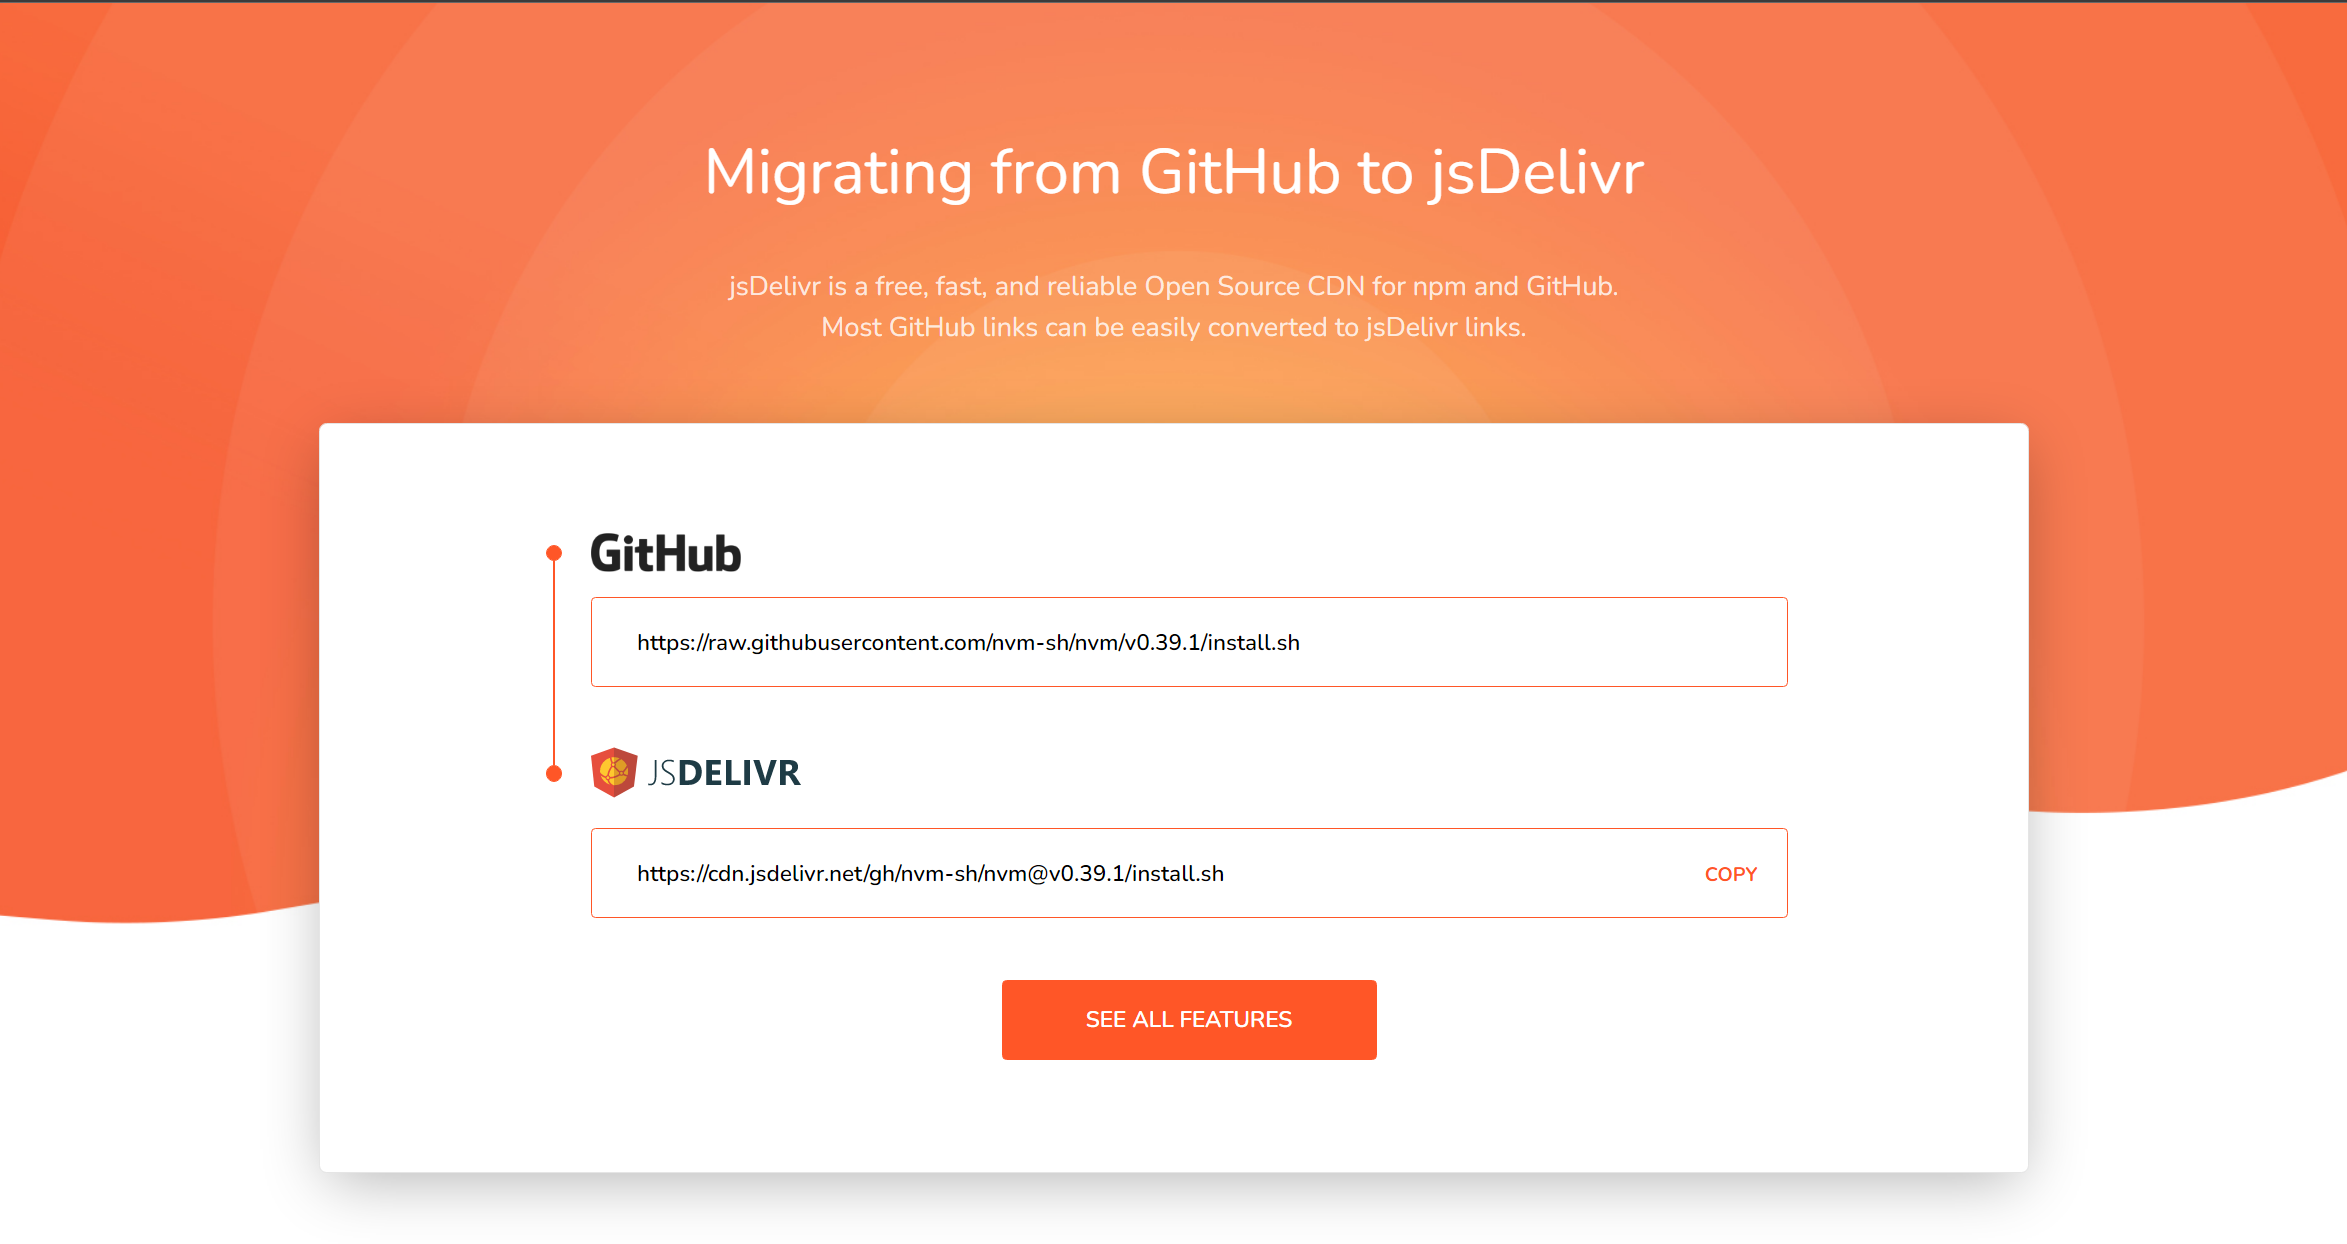 Migrating from GitHub to jsDelivr
jsDelivr is a free, fast, and reliable Open Source CDN for npm and GitHub.
Most GitHub links can be easily converted to jsDelivr links.
GitHub
https://raw.githubusercontent.com/nvm-sh/nvm/v0.39.1/install.sh
JSDELIVR
https://cdn.jsdelivr.net/gh/nvm-sh/nvm@v0.39.1/install.sh COPY
SEE ALL FEATURES